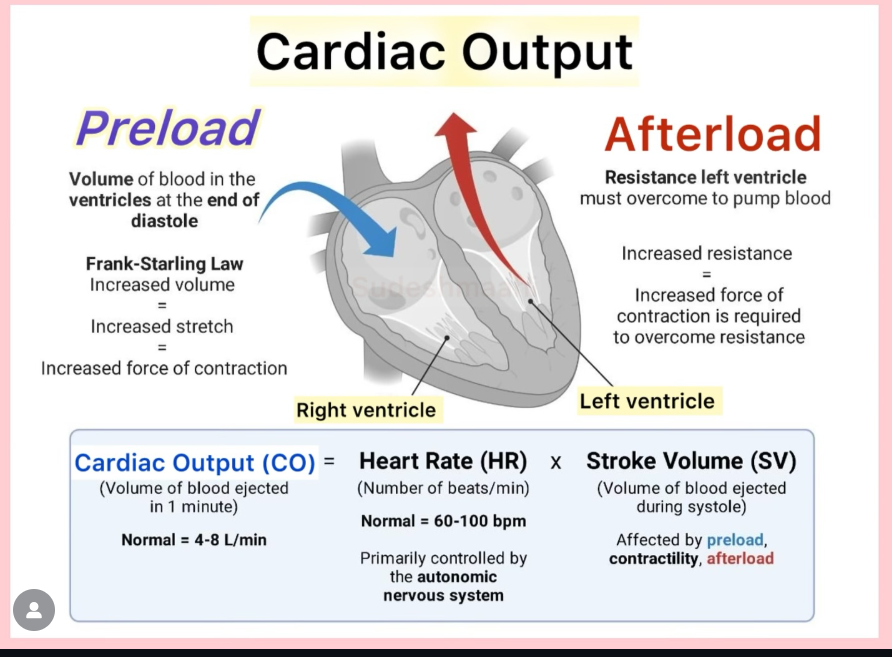 Cardiac Output
Preload
Volume of blood in the
ventricles at the end of
diastole
Frank-Starling Law
Increased volume
=
Increased stretch
=
Increased force of contraction
Afterload
Resistance left ventricle
must overcome to pump blood
Increased resistance
=
Increased force of
contraction is required
to overcome resistance
Right ventricle
Left ventricle
Cardiac Output (CO) = Heart Rate (HR) x Stroke Volume (SV)
(Volume of blood ejected
in 1 minute)
Normal = 4-8 L/min
(Number of beats/min)
Normal = 60-100 bpm
Primarily controlled by
the autonomic
nervous system
(Volume of blood ejected
during systole)
Affected by preload,
contractility, afterload